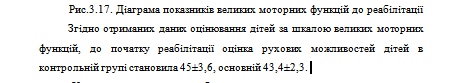 Рис.3.17. Діаграма показників великих моторних функцій до реабілітації
Згідно отриманих даних оцінювання дітей за шкалою великих моторних
функцій, до початку реабілітації оцінка рухових можливостей дітей в
контрольній групі становила 45±3,6, основній 43,4±2,3.